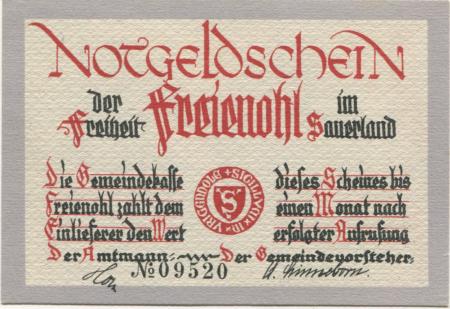 NOTGELDSCHEIN
der Freiheit Freienohl im Sauerland
Die Gemeindekasse
Freienohl zahlt dem
Einlieferer den Wert
dieses Scheines bis
einen Monat nach
erfolgter Aufrufung
Der Amtmann: Der Gemeindevorsteher:
№ 09520